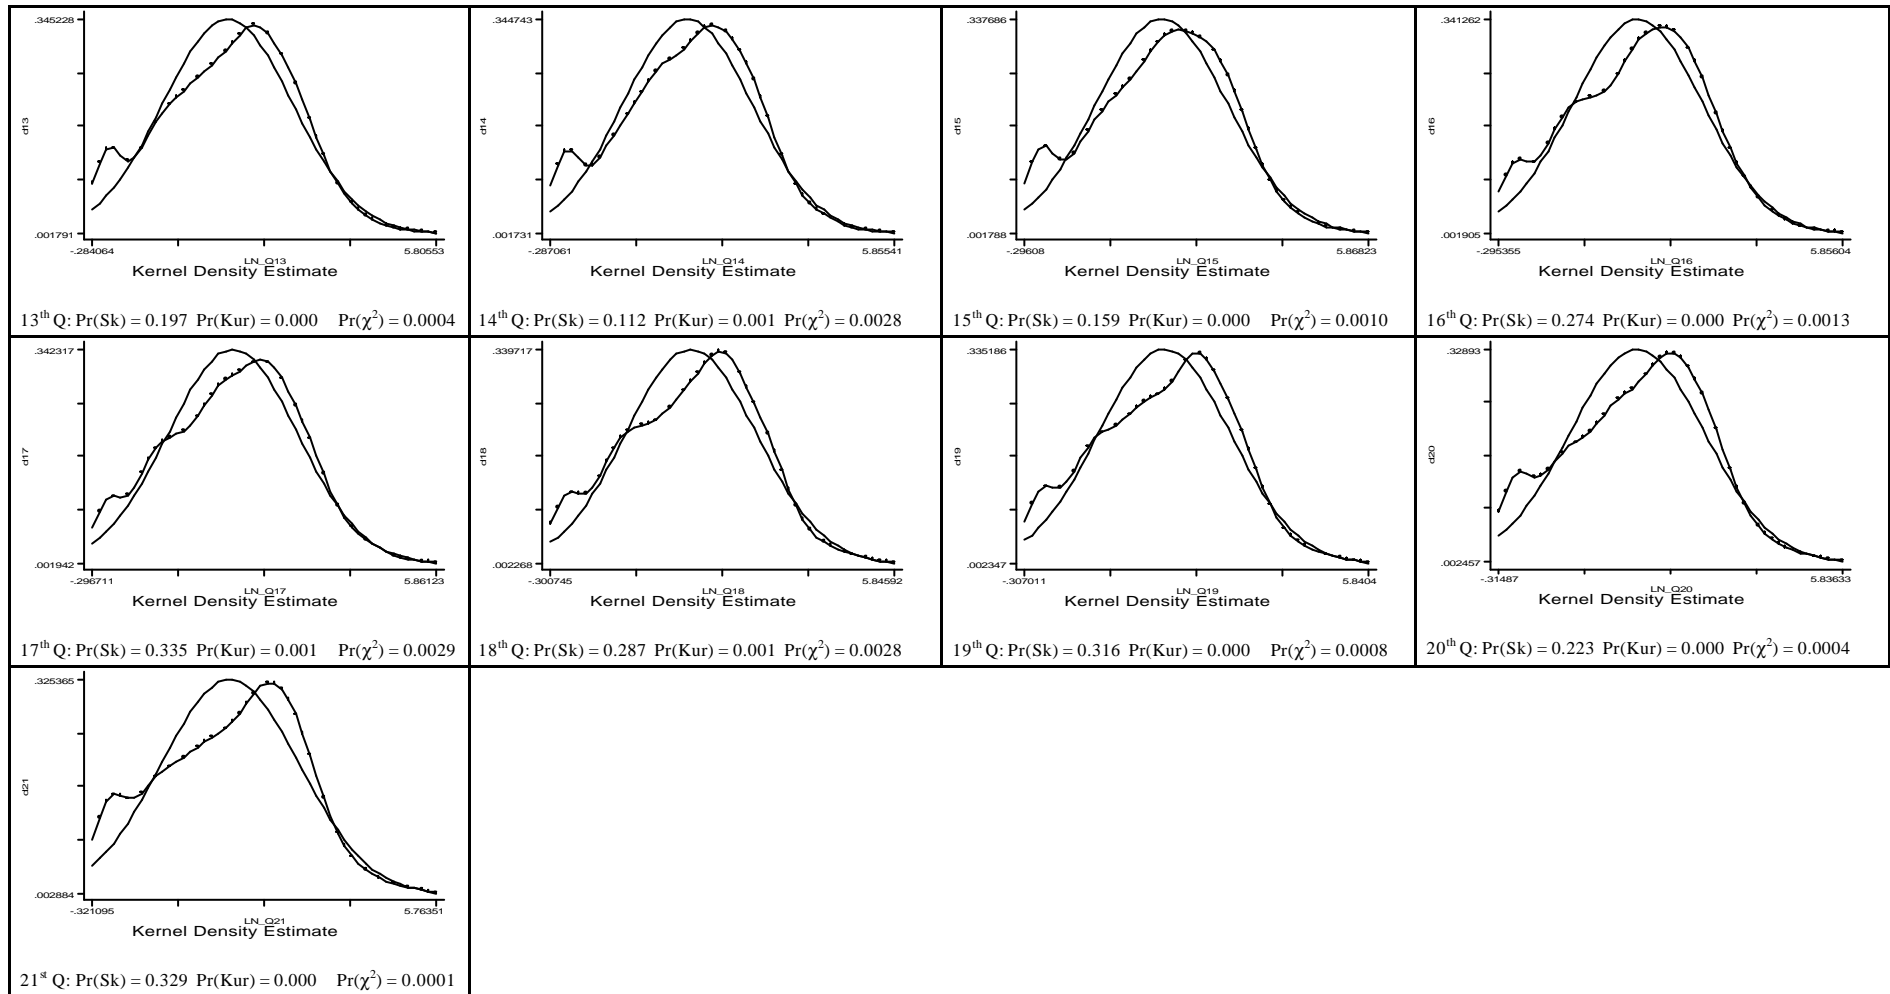 .345228
d13
.001791
-.284064
5.80553
LN_Q13
Kernel Density Estimate
13th Q: Pr(Sk) = 0.197 Pr(Kur) = 0.000 Pr(χ2) = 0.0004
.344743
d14
.001731
-.287061
5.85541
LN_Q14
Kernel Density Estimate
14th Q: Pr(Sk) = 0.112 Pr(Kur) = 0.001 Pr(χ2) = 0.0028
.337686
d15
.001788
-.29608
5.86823
LN_Q15
Kernel Density Estimate
15th Q: Pr(Sk) = 0.159 Pr(Kur) = 0.000 Pr(χ2) = 0.0010
.341262
d16
.001905
-.295355
5.85604
LN_Q16
Kernel Density Estimate
16th Q: Pr(Sk) = 0.274 Pr(Kur) = 0.000 Pr(χ2) = 0.0013
.342317
d17
.001942
-.296711
5.86123
LN_Q17
Kernel Density Estimate
17th Q: Pr(Sk) = 0.335 Pr(Kur) = 0.001 Pr(χ2) = 0.0029
.339717
d18
.002268
-.300745
5.84592
LN_Q18
Kernel Density Estimate
18th Q: Pr(Sk) = 0.287 Pr(Kur) = 0.001 Pr(χ2) = 0.0028
.335186
d19
.002347
-.307011
5.8404
LN_Q19
Kernel Density Estimate
19th Q: Pr(Sk) = 0.316 Pr(Kur) = 0.000 Pr(χ2) = 0.0008
.32893
d20
.002457
-.31487
5.83633
LN_Q20
Kernel Density Estimate
20th Q: Pr(Sk) = 0.223 Pr(Kur) = 0.000 Pr(χ2) = 0.0004
.325365
d21
.002884
-.321095
5.76351
LN_Q21
Kernel Density Estimate
21st Q: Pr(Sk) = 0.329 Pr(Kur) = 0.000 Pr(χ2) = 0.0001